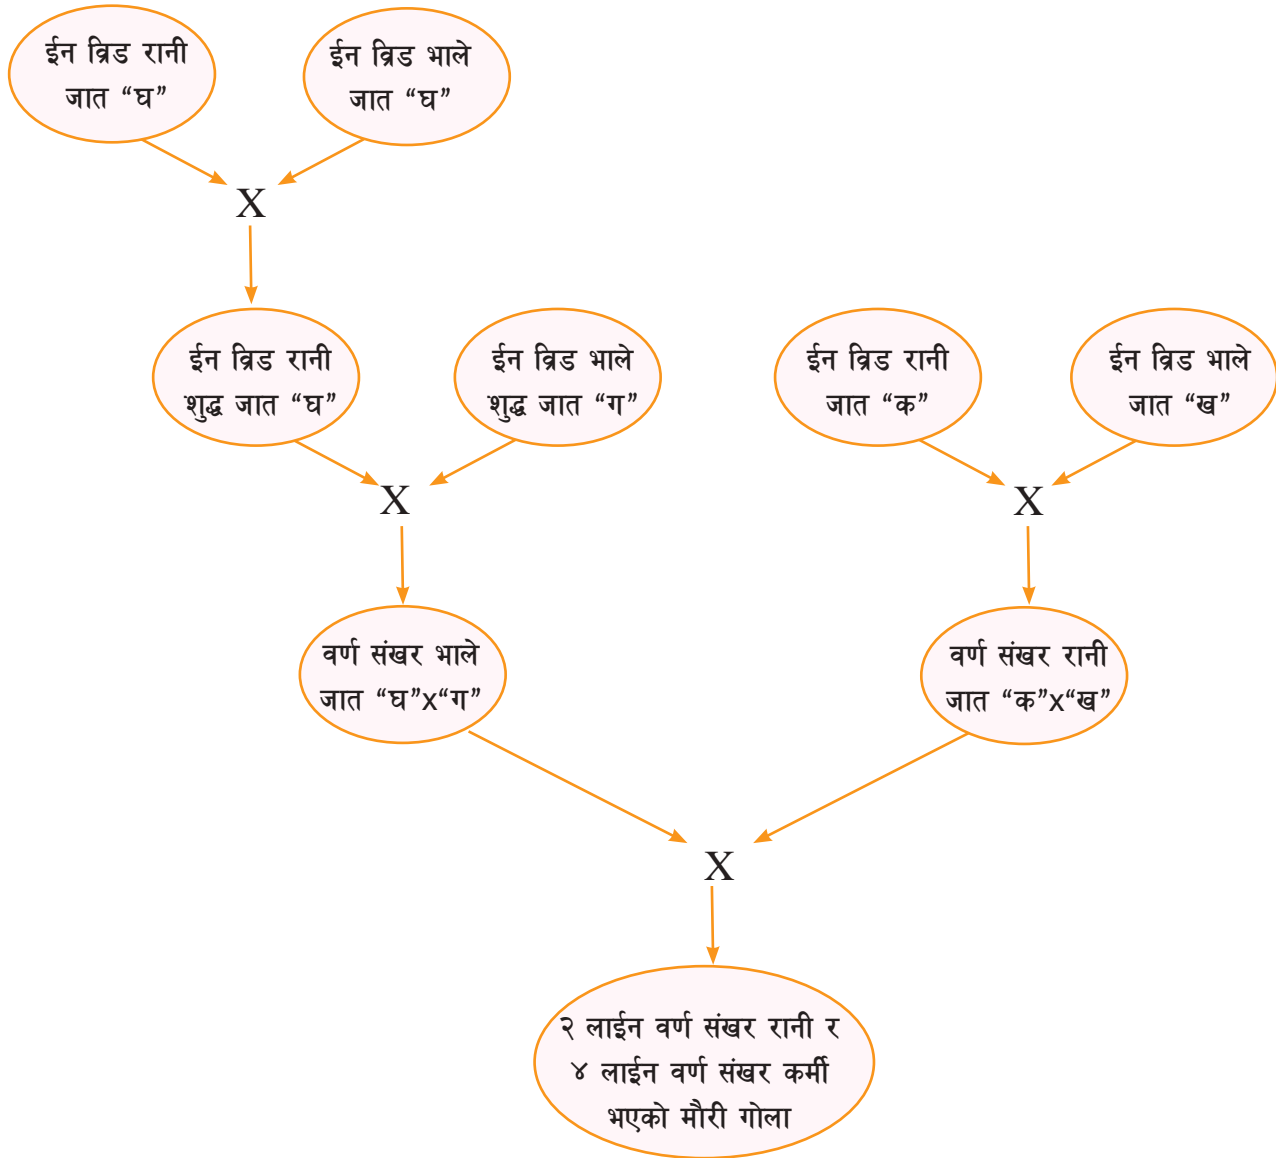 ईन ब्रिड रानी
जात “घ”
ईन ब्रिड भाले
जात “घ”
X
ईन ब्रिड रानी
शुद्ध जात “घ”
ईन ब्रिड भाले
शुद्ध जात “ग”
ईन ब्रिड रानी
जात “क”
ईन ब्रिड भाले
जात “ख”
X
X
वर्ण संखर भाले
जात “घ”x“ग”
वर्ण संखर रानी
जात “क”x“ख”
X
२ लाईन वर्ण संखर रानी र
४ लाईन वर्ण संखर कर्मी
भएको मौरी गोला